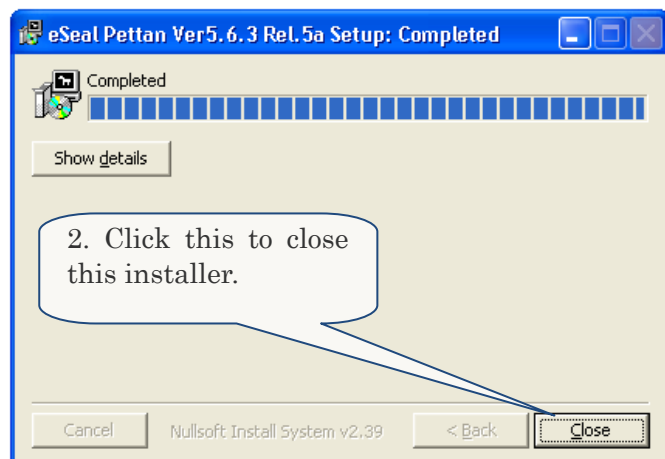 eSeal Pettan Ver5.6.3 Rel.5a Setup: Completed
Completed
Show details
2. Click this to close
this installer.
Cancel Nullsoft Install System v2.39 < Back Close